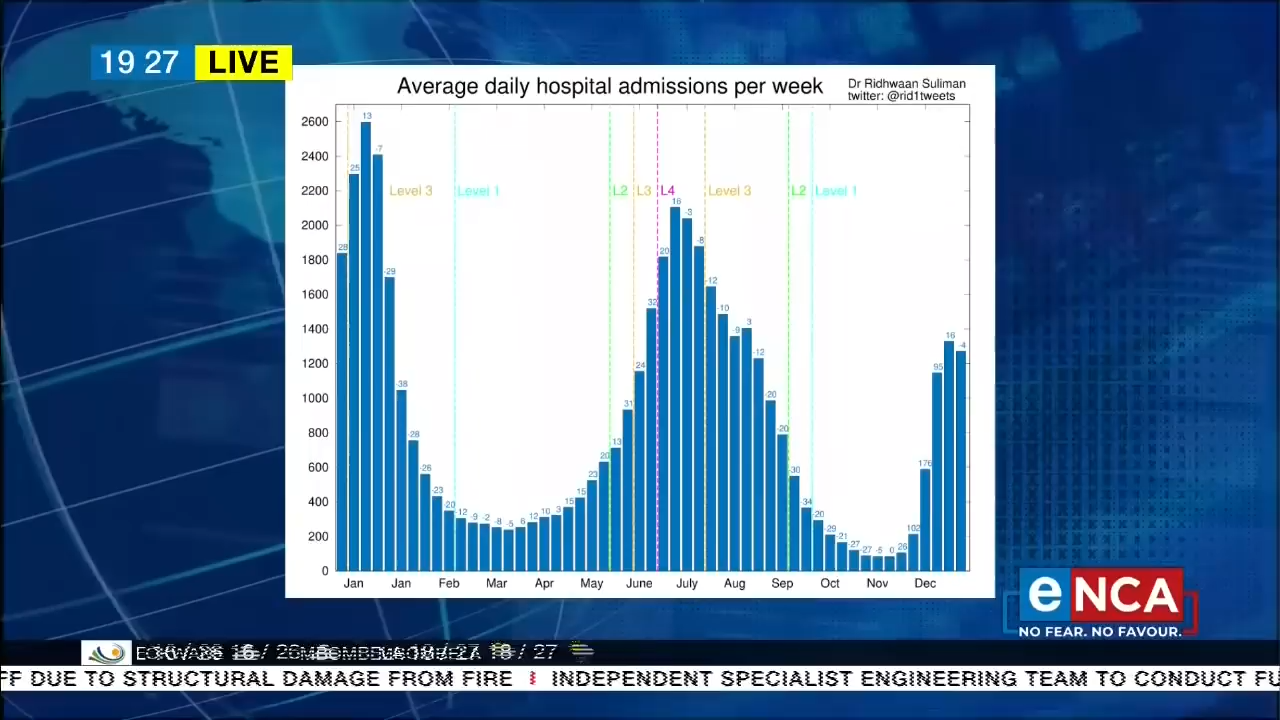 19 27 LIVE
Average daily hospital admissions per week
Dr Ridhwaan Suliman
twitter: @rid1tweets
2600
2400
2200
2000
1800
1600
1400
1200
1000
800
600
400
200
0
Level 3 Level 1 L2 L3 L4 Level 3 L2 Level 1
28 25 13 -7 -29 -38 -28 -26 -23 -20 -12 -9 -2 -8 -5 6 12 10 3 15 15 23 20 13 31 24 32 20 16 -3 -8 -12 -10 -9 3 -12 -20 -20 -30 -34 -20 -29 -21 -27 -27 -5 0 26 102 176 95 16 -4
Jan Jan Feb Mar Apr May June July Aug Sep Oct Nov Dec
eNCA
NO FEAR. NO FAVOUR.
18 / 27
FF DUE TO STRUCTURAL DAMAGE FROM FIRE INDEPENDENT SPECIALIST ENGINEERING TEAM TO CONDUCT FU